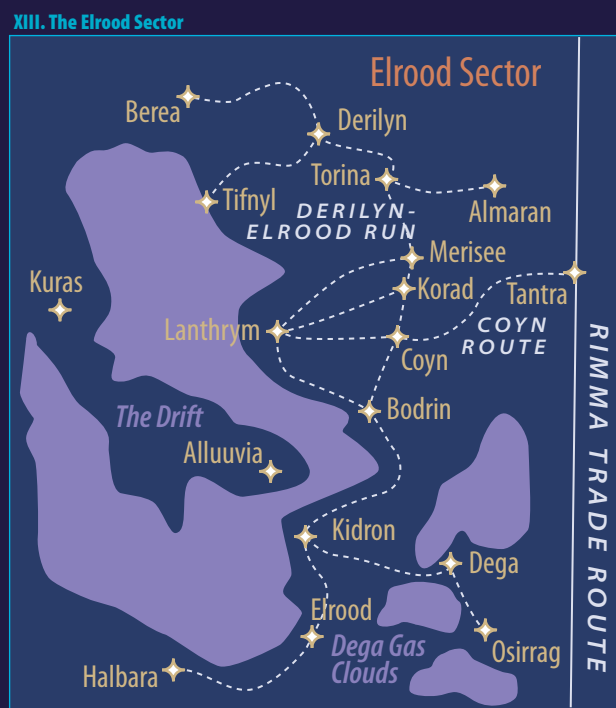 XIII. The Elrood Sector
Elrood Sector
Berea
Derilyn
Torina
Tifnyl
Almaran
DERILYN-
ELROOD RUN
Merisee
Kuras
Korad
Tantra
Lanthrym
COYN
ROUTE
Coyn
RIMMA TRADE ROUTE
Bodrin
The Drift
Alluuvia
Kidron
Dega
Elrood
Dega Gas
Clouds
Osirrag
Halbara